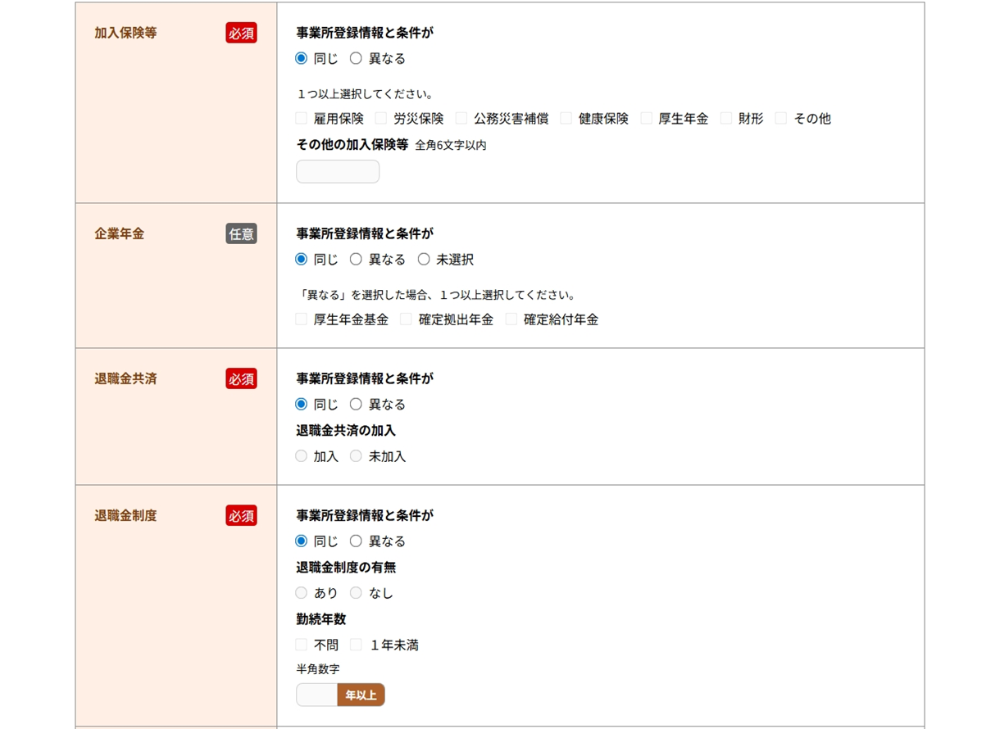 加入保険等 必須
事業所登録情報と条件が
同じ 異なる
１つ以上選択してください。
雇用保険 労災保険 公務災害補償 健康保険 厚生年金 財形 その他
その他の加入保険等 全角6文字以内
企業年金 任意
事業所登録情報と条件が
同じ 異なる 未選択
「異なる」を選択した場合、１つ以上選択してください。
厚生年金基金 確定拠出年金 確定給付年金
退職金共済 必須
事業所登録情報と条件が
同じ 異なる
退職金共済の加入
加入 未加入
退職金制度 必須
事業所登録情報と条件が
同じ 異なる
退職金制度の有無
あり なし
勤続年数
不問 １年未満
半角数字
年以上